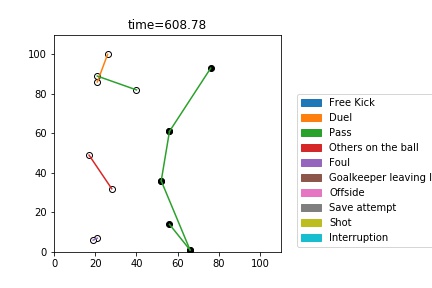 time=608.78
100
80
60
40
20
0
0
20
40
60
80
100
Free Kick
Duel
Pass
Others on the ball
Foul
Goalkeeper leaving l
Offside
Save attempt
Shot
Interruption